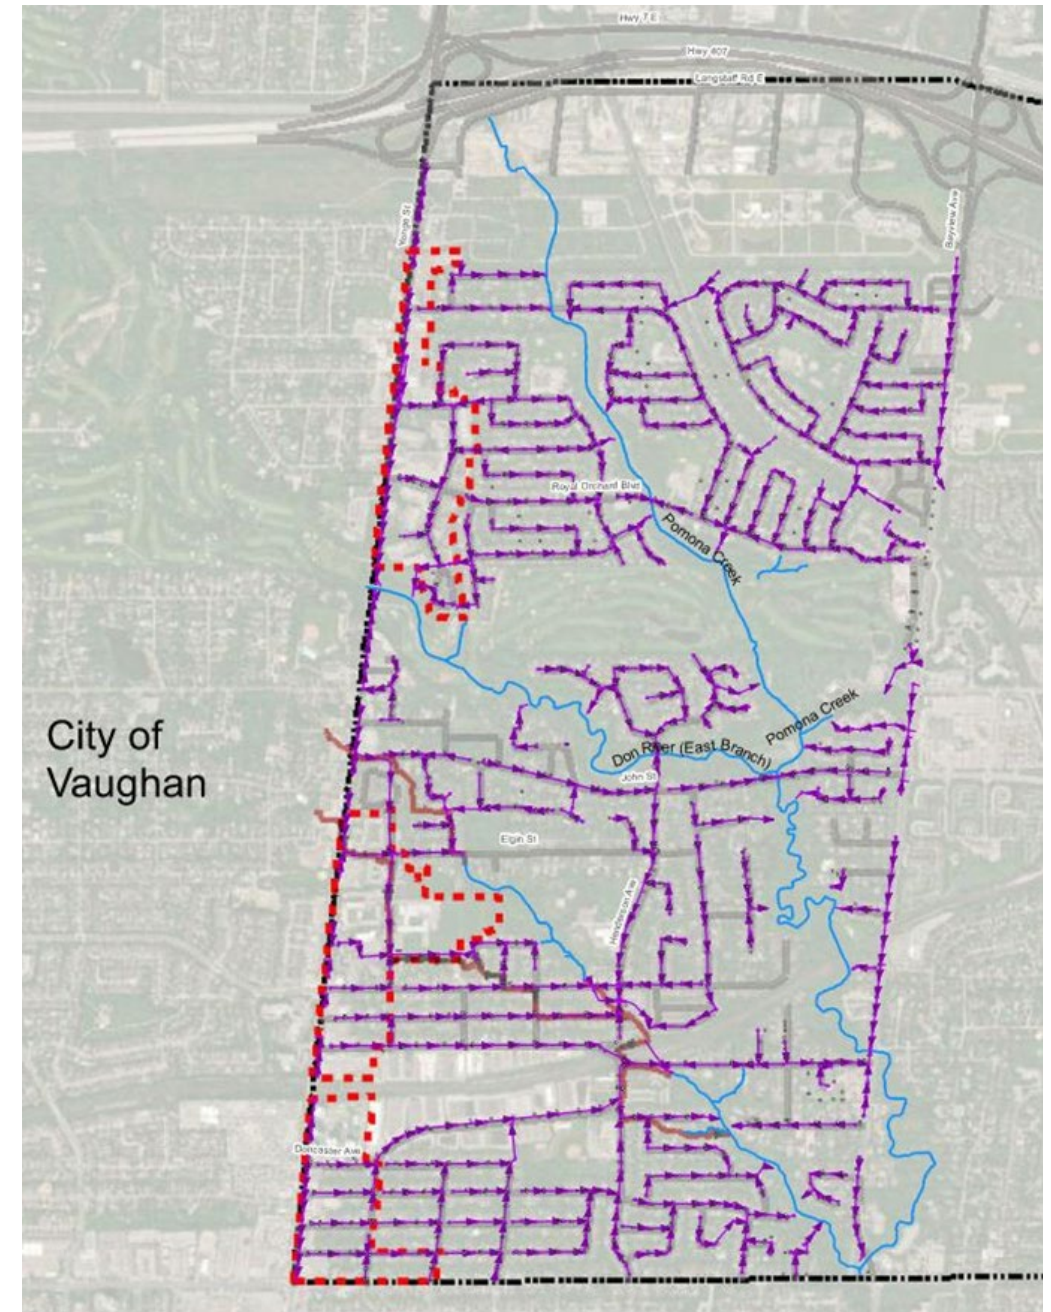 Hwy 7 E
Hwy 407
Langstaff Rd E
Yonge St
Bayview Ave
Royal Orchard Blvd
Pomona Creek
City of
Vaughan
Pomona Creek
Don River (East Branch)
John St
Elgin St
Henderson Ave
Doncaster Ave